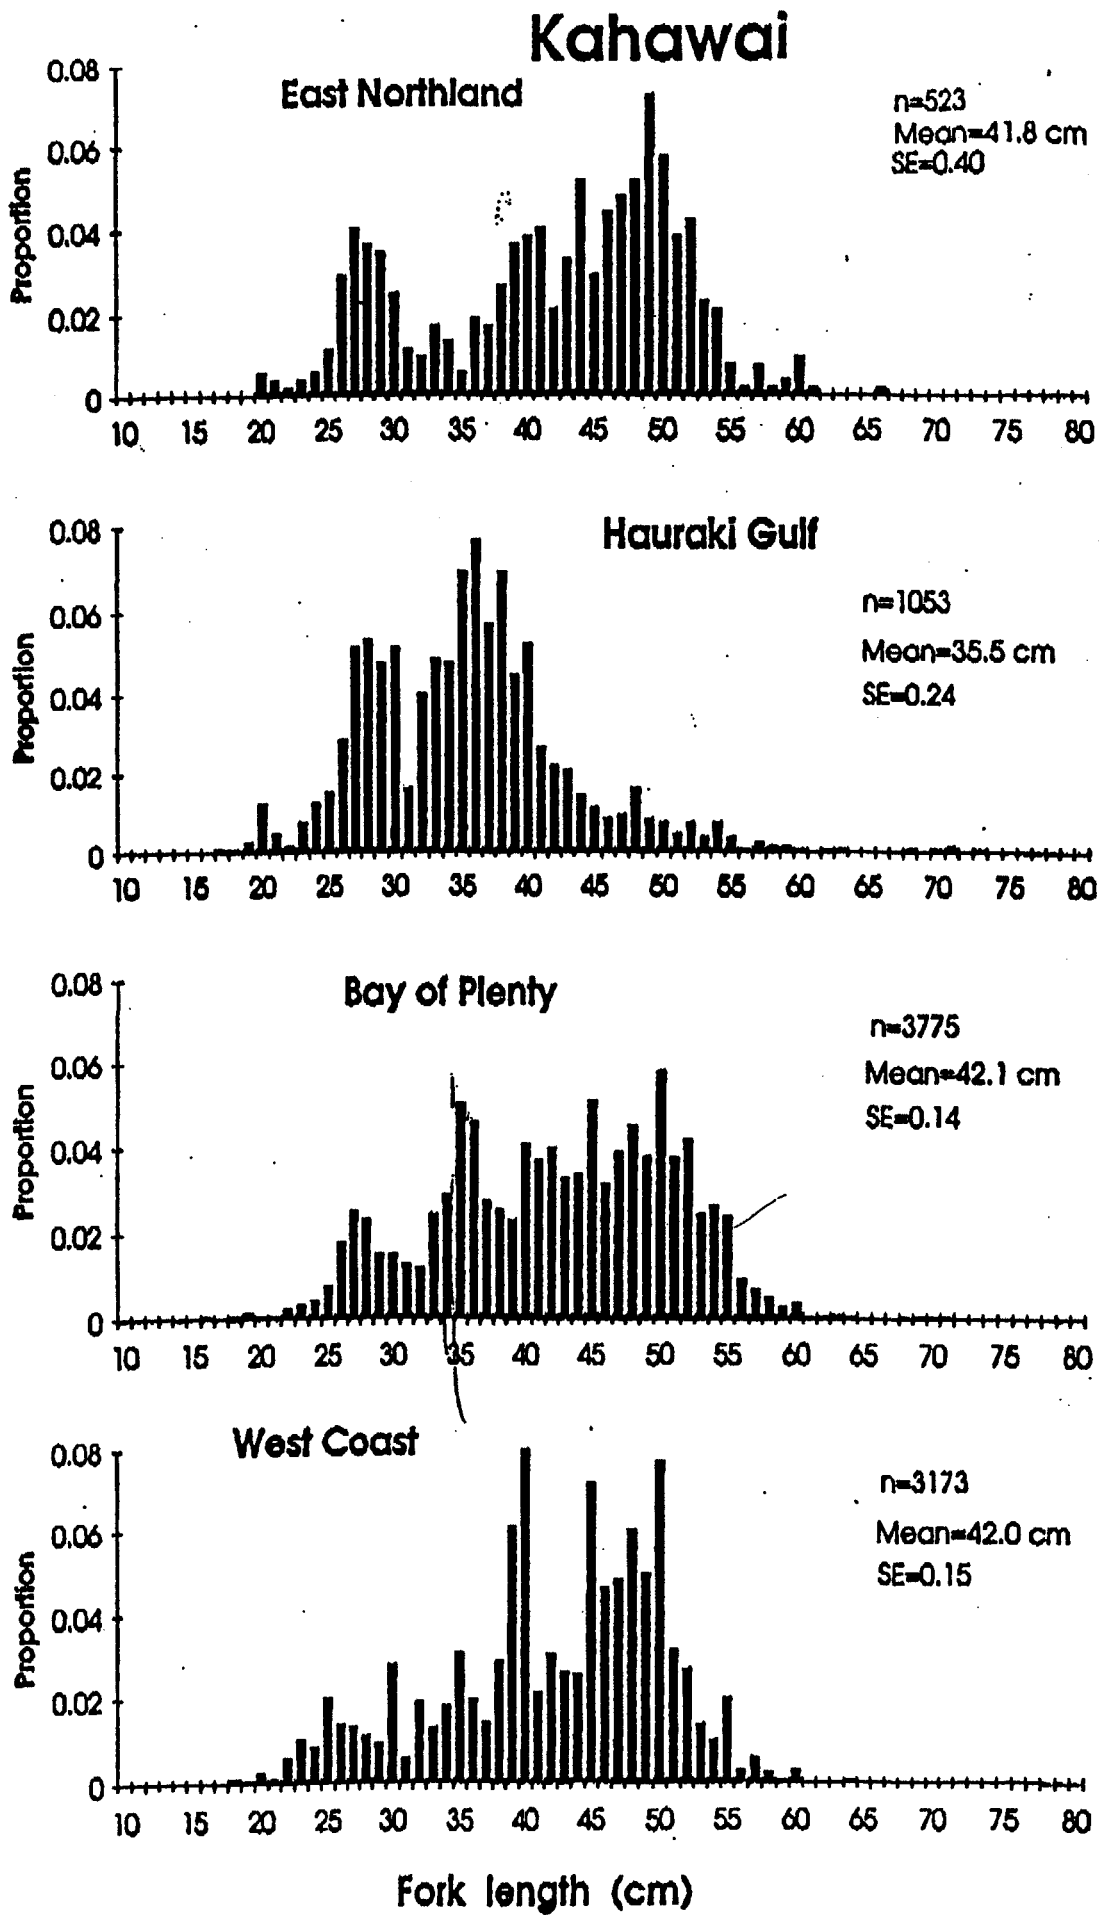 Kahawai
East Northland
n=523
Mean=41.8 cm
SE=0.40
Proportion
0.08
0.06
0.04
0.02
0
10 15 20 25 30 35 40 45 50 55 60 65 70 75 80
Hauraki Gulf
n=1053
Mean=35.5 cm
SE=0.24
Proportion
0.08
0.06
0.04
0.02
0
10 15 20 25 30 35 40 45 50 55 60 65 70 75 80
Bay of Plenty
n=3775
Mean=42.1 cm
SE=0.14
Proportion
0.08
0.06
0.04
0.02
0
10 15 20 25 30 35 40 45 50 55 60 65 70 75 80
West Coast
n=3173
Mean=42.0 cm
SE=0.15
Proportion
0.08
0.06
0.04
0.02
0
10 15 20 25 30 35 40 45 50 55 60 65 70 75 80
Fork length (cm)